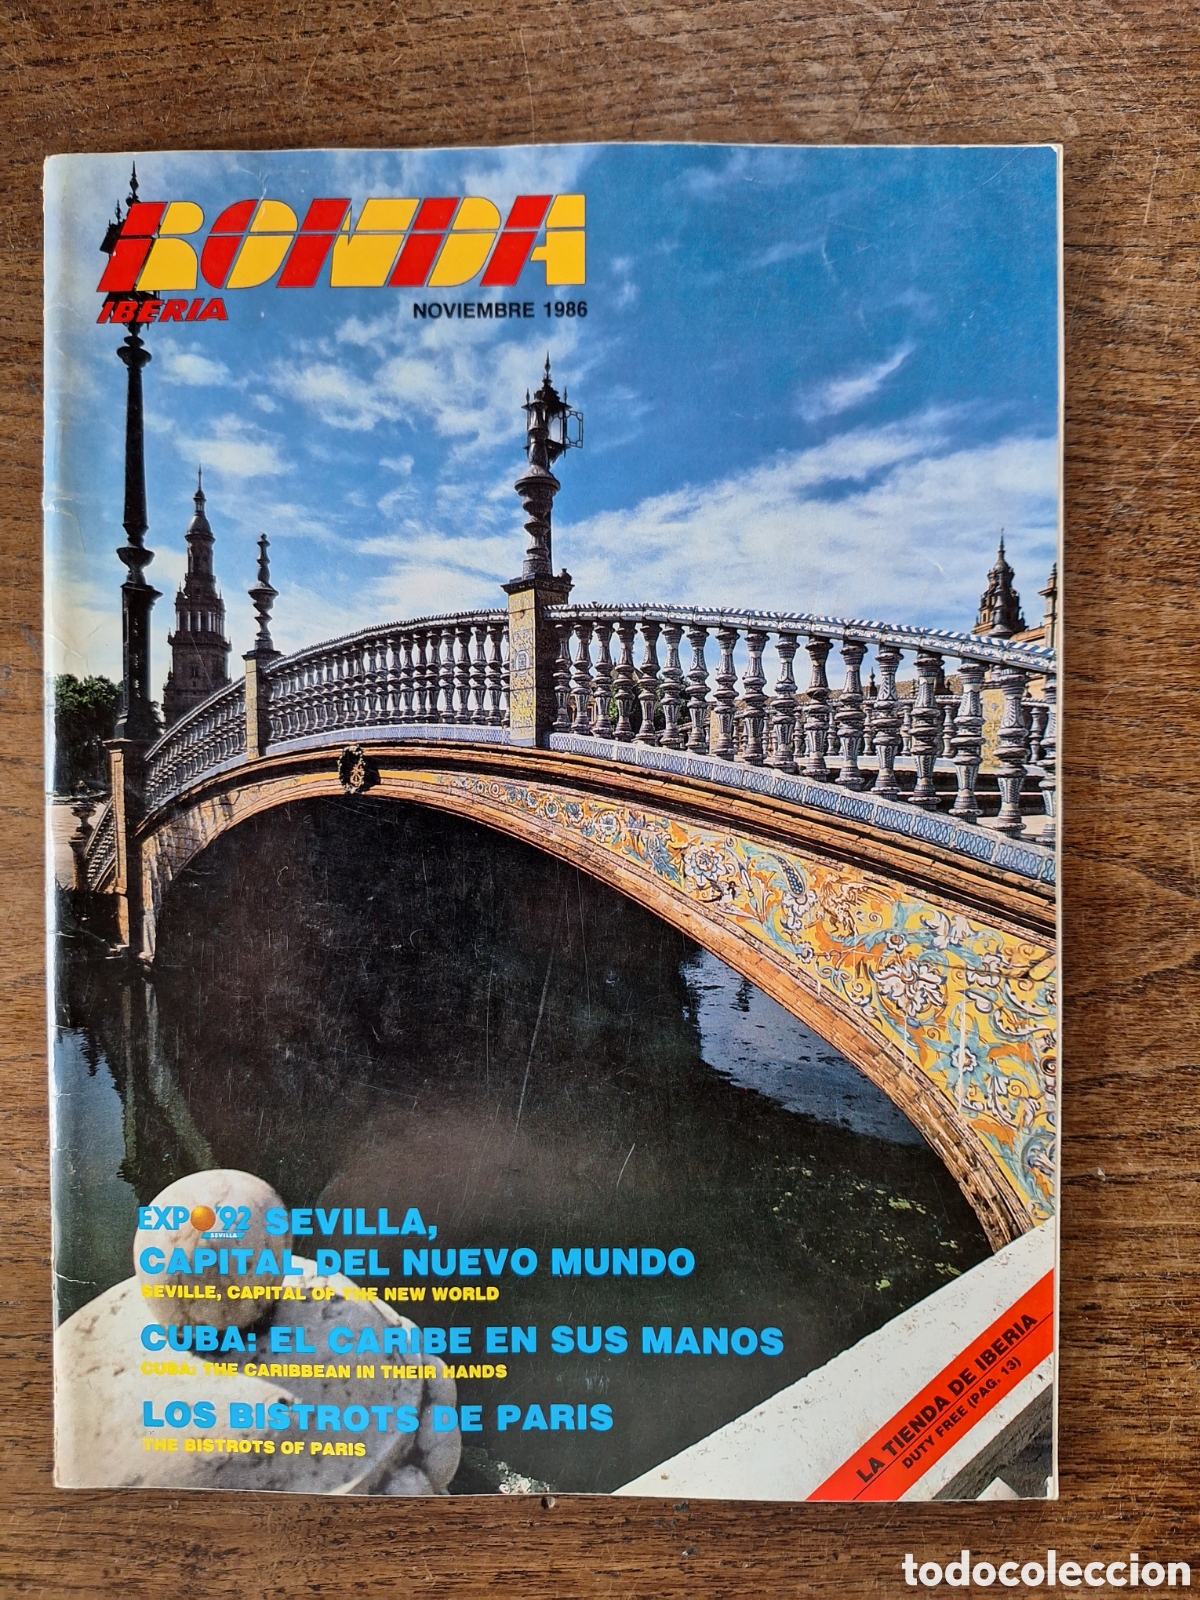 RONDA
IBERIA
NOVIEMBRE 1986
EXPO'92 SEVILLA,
SEVILLA
CAPITAL DEL NUEVO MUNDO
SEVILLE, CAPITAL OF THE NEW WORLD
CUBA: EL CARIBE EN SUS MANOS
CUBA: THE CARIBBEAN IN THEIR HANDS
LOS BISTROTS DE PARIS
THE BISTROTS OF PARIS
LA TIENDA DE IBERIA
DUTY FREE (PAG. 13)
todocoleccion